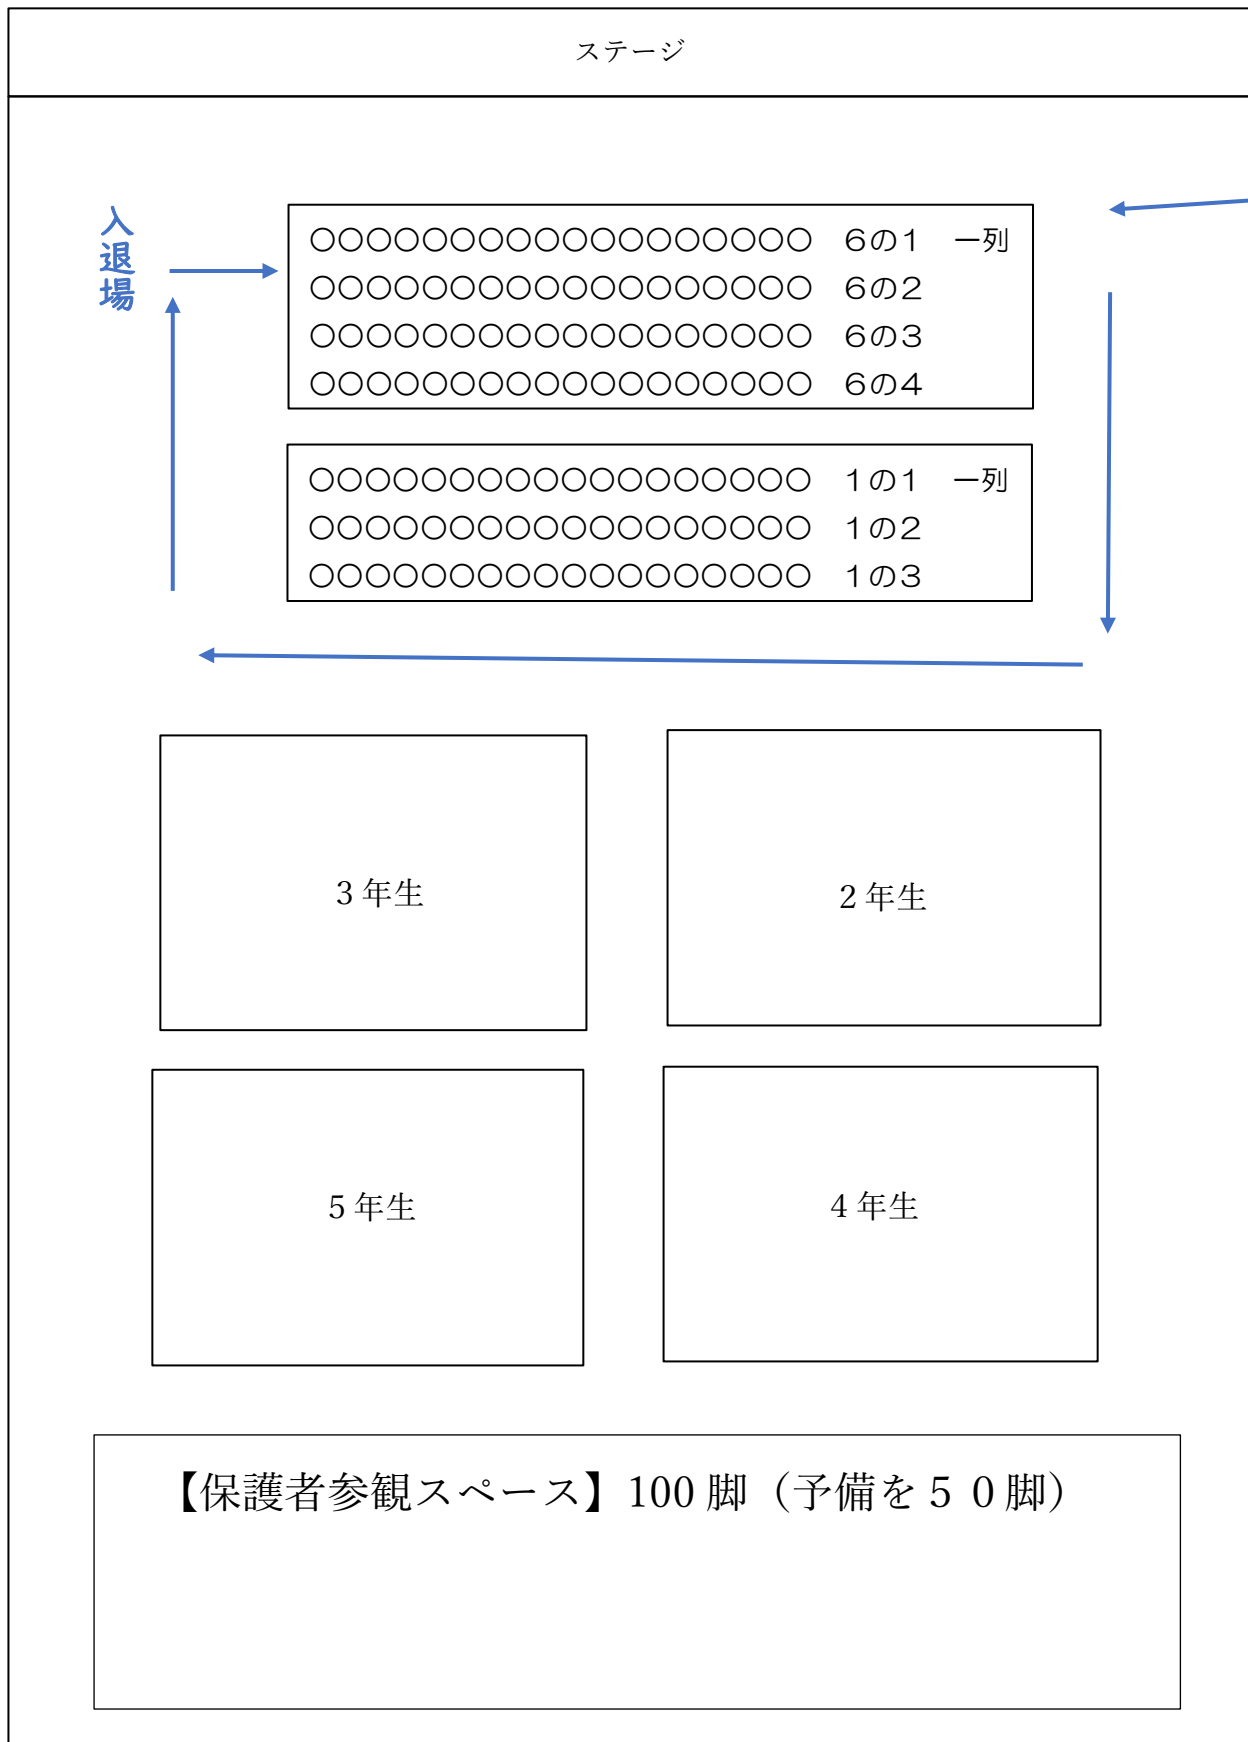 ステージ
入退場
○○○○○○○○○○○○○○○○○○　６の１　一列
○○○○○○○○○○○○○○○○○○　６の２
○○○○○○○○○○○○○○○○○○　６の３
○○○○○○○○○○○○○○○○○○　６の４
○○○○○○○○○○○○○○○○○○　１の１　一列
○○○○○○○○○○○○○○○○○○　１の２
○○○○○○○○○○○○○○○○○○　１の３
３年生
２年生
５年生
４年生
【保護者参観スペース】100 脚（予備を５０脚）